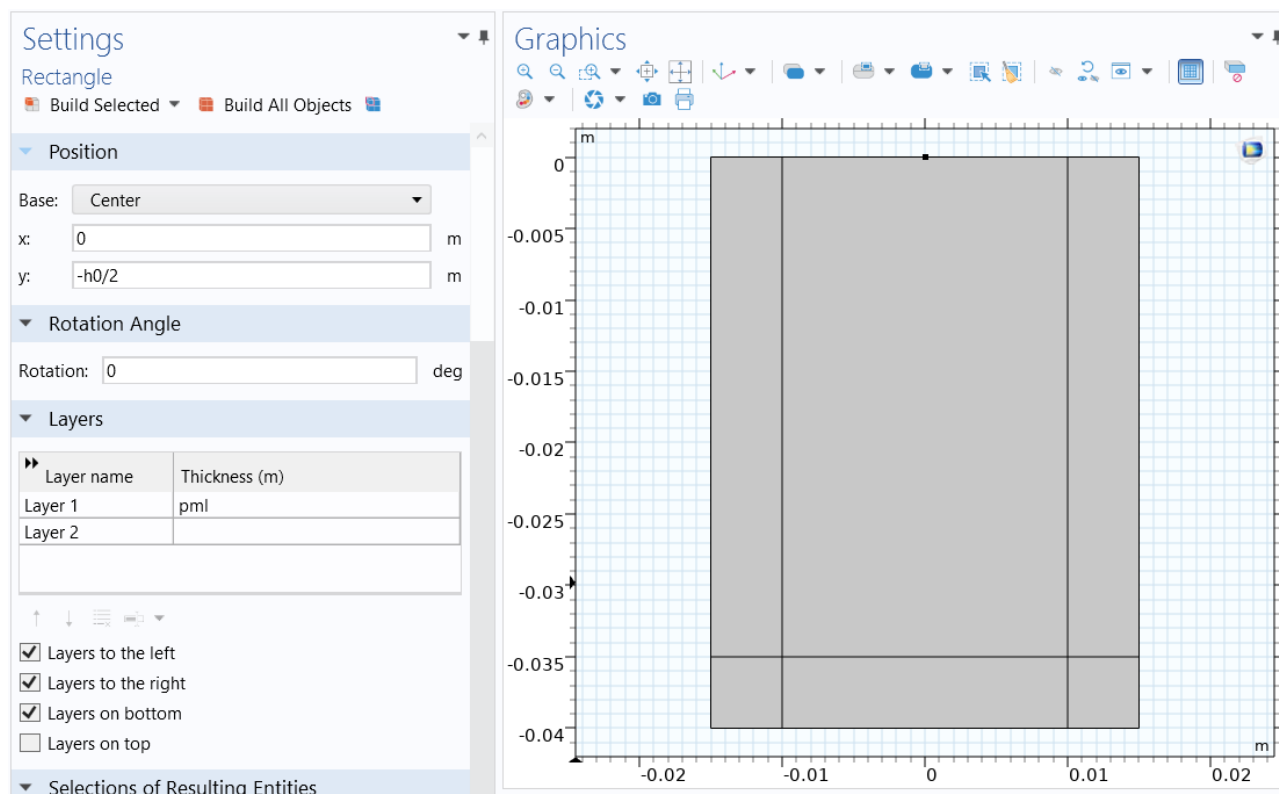 Settings
Rectangle
Build Selected Build All Objects
Position
Base: Center
x: 0 m
y: -h0/2 m
Rotation Angle
Rotation: 0 deg
Layers
Layer name Thickness (m)
Layer 1 pml
Layer 2
Layers to the left
Layers to the right
Layers on bottom
Layers on top
Selections of Resulting Entities
Graphics
m
0
-0.005
-0.01
-0.015
-0.02
-0.025
-0.03
-0.035
-0.04
m
-0.02 -0.01 0 0.01 0.02